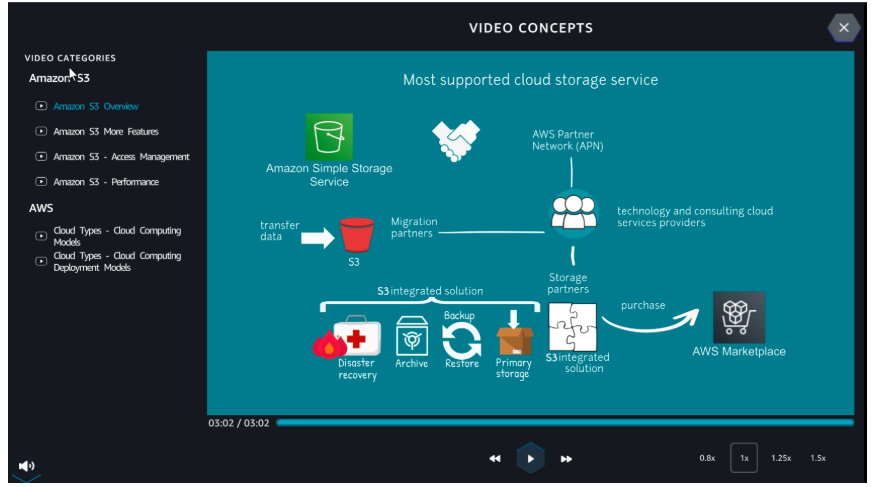 VIDEO CONCEPTS
VIDEO CATEGORIES
Amazon S3
Amazon S3 Overview
Amazon S3 More Features
Amazon S3 - Access Management
Amazon S3 - Performance
AWS
Cloud Types - Cloud Computing
Models
Cloud Types - Cloud Computing
Deployment Models
Most supported cloud storage service
Amazon Simple Storage
Service
AWS Partner
Network (APN)
transfer
data
S3
Migration
partners
technology and consulting cloud
services providers
Storage
partners
S3 integrated solution
Disaster
recovery
Archive
Backup
Restore
Primary
storage
S3 integrated
solution
purchase
AWS Marketplace
03:02 / 03:02
0.8x
1x
1.25x
1.5x